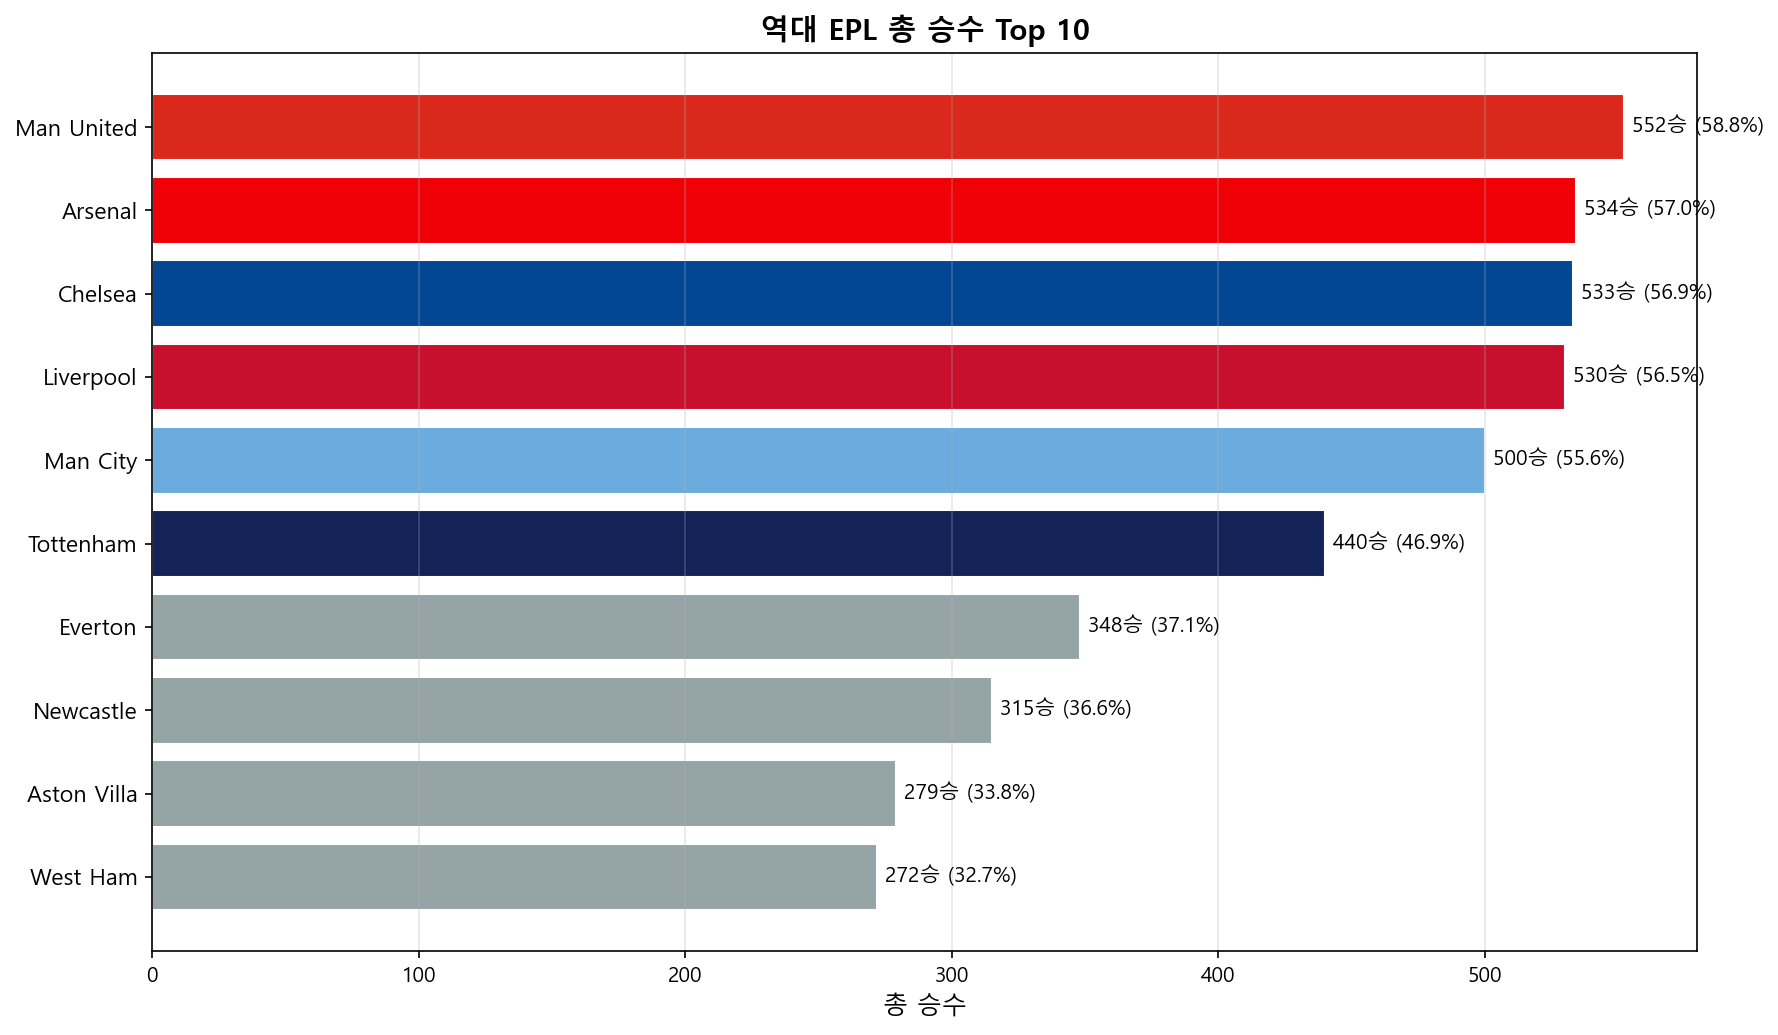 역대 EPL 총 승수 Top 10
Man United 552승 (58.8%)
Arsenal 534승 (57.0%)
Chelsea 533승 (56.9%)
Liverpool 530승 (56.5%)
Man City 500승 (55.6%)
Tottenham 440승 (46.9%)
Everton 348승 (37.1%)
Newcastle 315승 (36.6%)
Aston Villa 279승 (33.8%)
West Ham 272승 (32.7%)
0 100 200 300 400 500
총 승수